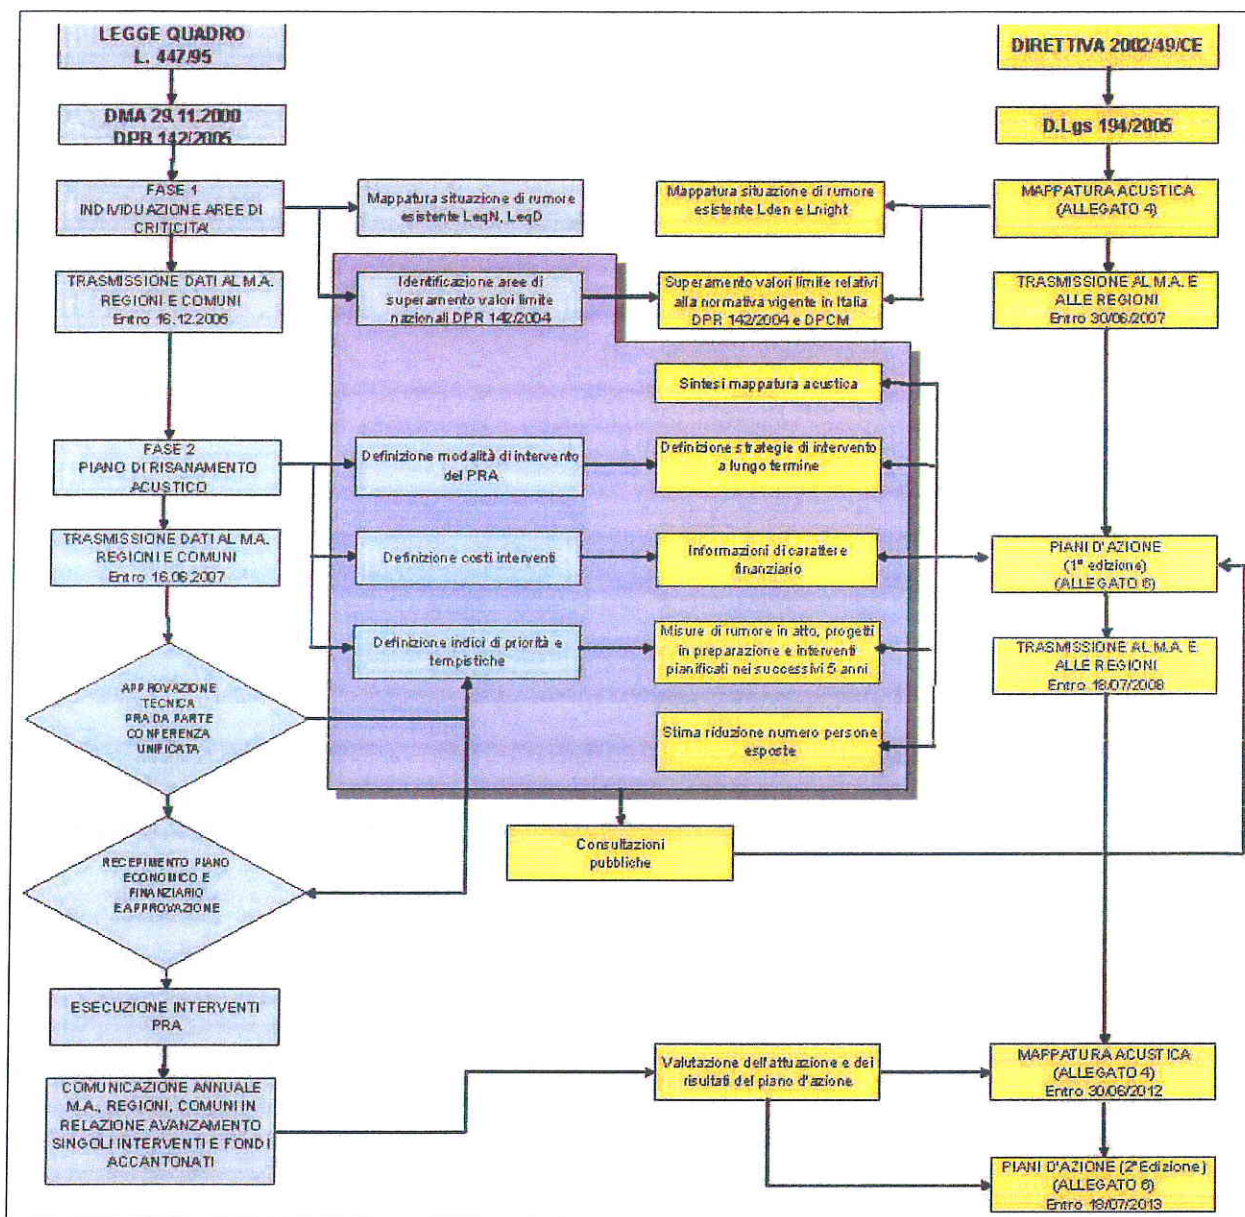 LEGGE QUADRO
L. 447/95
DMA 29.11.2000
DPR 142/2005
FASE 1
INDIVIDUAZIONE AREE DI
CRITICITA'
TRASMISSIONE DATI AL M.A.
REGIONI E COMUNI
Entro 16.12.2005
FASE 2
PIANO DI RISANAMENTO
ACUSTICO
TRASMISSIONE DATI AL M.A.
REGIONI E COMUNI
Entro 16.06.2007
APPROVAZIONE
TECNICA
PRA DA PARTE
CONFERENZA
UNIFICATA
RECEPIMENTO PIANO
ECONOMICO E
FINANZIARIO
E APPROVAZIONE
ESECUZIONE INTERVENTI
PRA
COMUNICAZIONE ANNUALE
M.A., REGIONI, COMUNI IN
RELAZIONE AVANZAMENTO
SINGOLI INTERVENTI E FONDI
ACCANTONATI
Mappatura situazione di rumore
esistente LeqN, LeqD
Identificazione aree di
superamento valori limite
nazionali DPR 142/2004
Definizione modalità di intervento
del PRA
Definizione costi interventi
Definizione indici di priorità e
tempistiche
Mappatura situazione di rumore
esistente Lden e Lnight
Superamento valori limite relativi
alla normativa vigente in Italia
DPR 142/2004 e DPCM
Sintesi mappatura acustica
Definizione strategie di intervento
a lungo termine
Informazioni di carattere
finanziario
Misure di rumore in atto, progetti
in preparazione e interventi
pianificati nei successivi 5 anni
Stima riduzione numero persone
esposte
Consultazioni
pubbliche
Valutazione dell'attuazione e dei
risultati del piano d'azione
DIRETTIVA 2002/49/CE
D.Lgs 194/2005
MAPPATURA ACUSTICA
(ALLEGATO 4)
TRASMISSIONE AL M.A. E
ALLE REGIONI
Entro 30/06/2007
PIANI D'AZIONE
(1° edizione)
(ALLEGATO 6)
TRASMISSIONE AL M.A. E
ALLE REGIONI
Entro 18/07/2008
MAPPATURA ACUSTICA
(ALLEGATO 4)
Entro 30/06/2012
PIANI D'AZIONE (2°Edizione)
(ALLEGATO 6)
Entro 18/07/2013